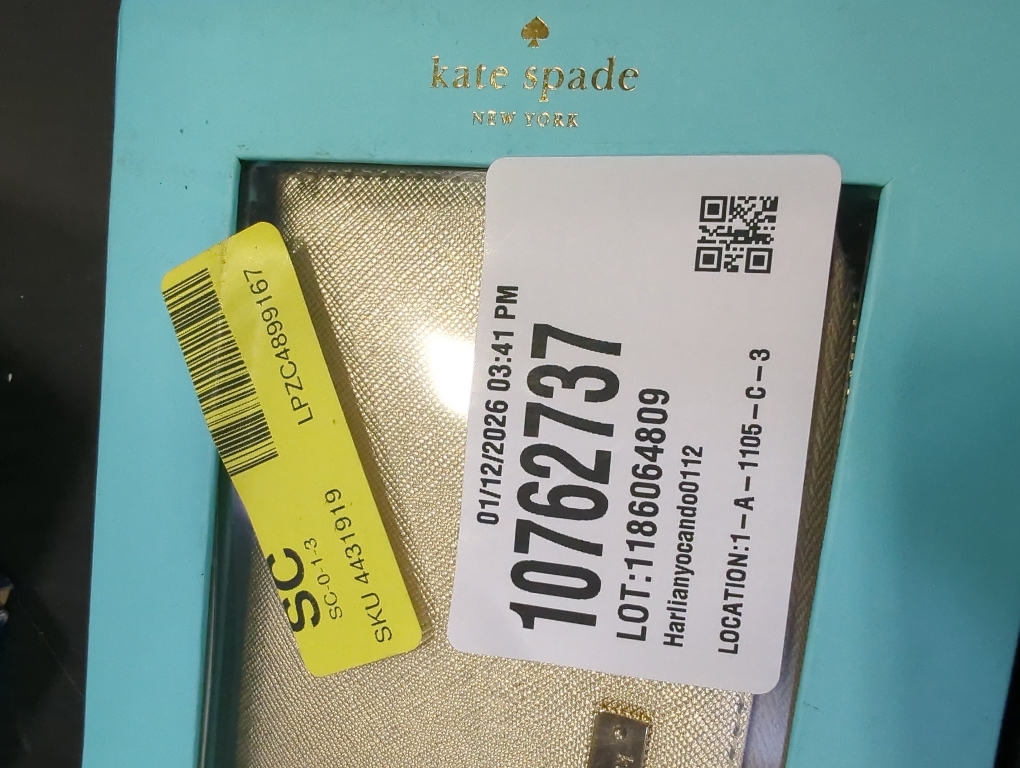 kate spade
NEW YORK
LPZC4899167
SC
SC-0-1-3
SKU 4431919
01/12/2026 03:41 PM
10762737
LOT:1186064809
Harlianyocando0112
LOCATION:1-A-1105-C-3